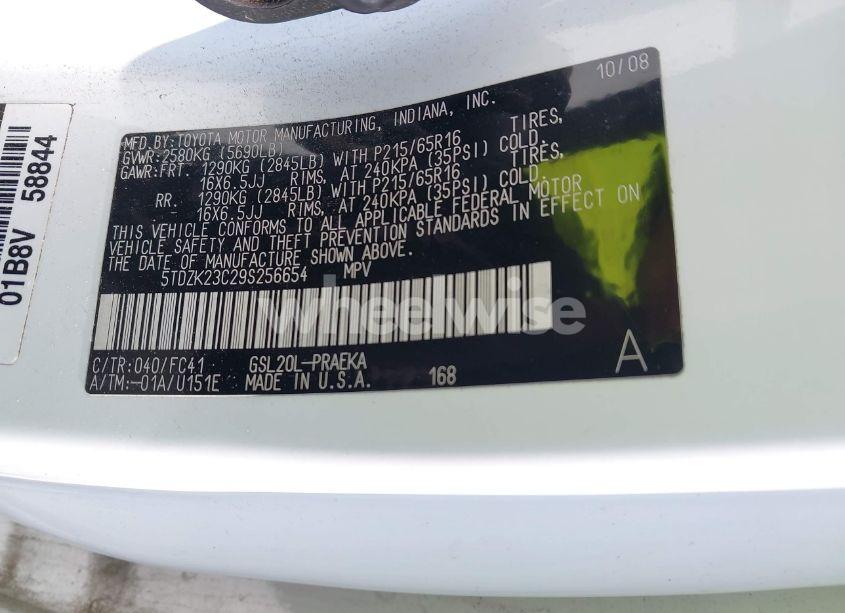 10/08
MFD.BY:TOYOTA MOTOR MANUFACTURING, INDIANA, INC.
GVWR:2580KG (5690LB)
GAWR:FRT. 1290KG (2845LB) WITH P215/65R16 TIRES,
16X6.5JJ RIMS, AT 240KPA (35PSI) COLD.
RR. 1290KG (2845LB) WITH P215/65R16 TIRES,
16X6.5JJ RIMS, AT 240KPA (35PSI) COLD.
THIS VEHICLE CONFORMS TO ALL APPLICABLE FEDERAL MOTOR
VEHICLE SAFETY AND THEFT PREVENTION STANDARDS IN EFFECT ON
THE DATE OF MANUFACTURE SHOWN ABOVE.
5TDZK23C29S256654 MPV
wheelwise
C/TR:040/FC41 GSL20L-PRAEKA A
A/TM:-01A/U151E MADE IN U.S.A. 168
01B8V 58844